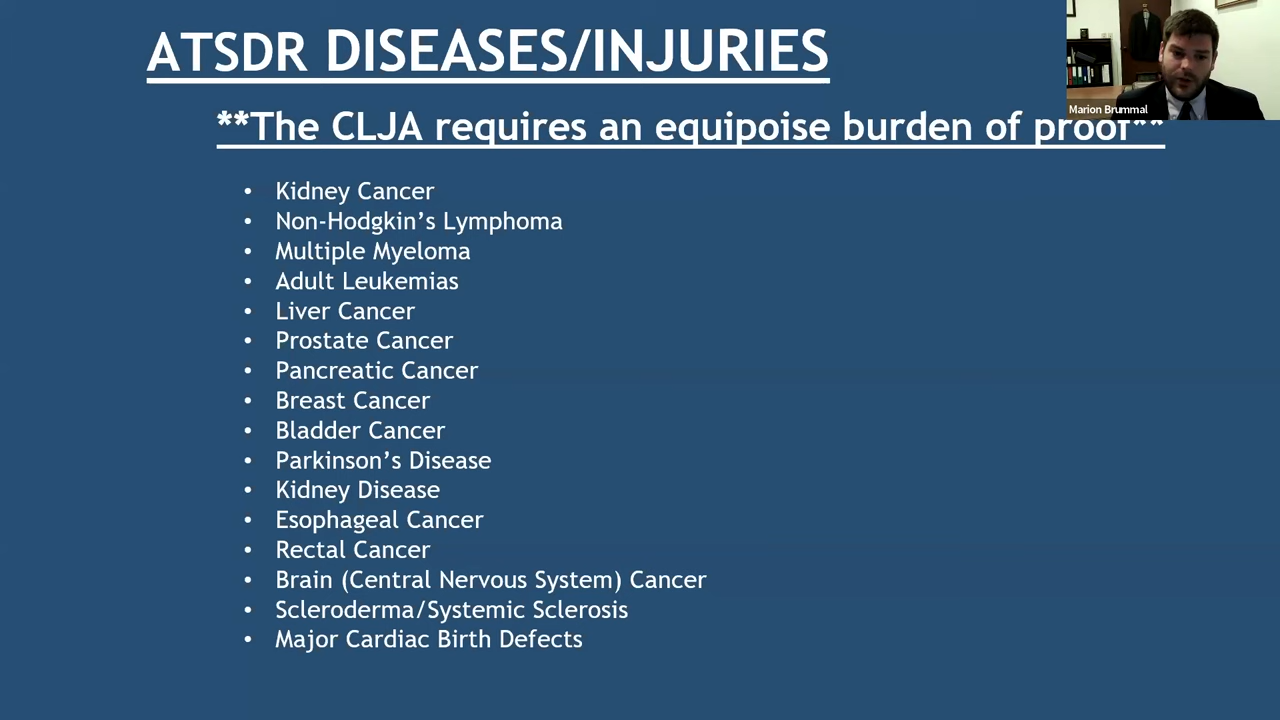 ATSDR DISEASES/INJURIES
**The CLJA requires an equipoise burden of proof**
Marion Brummal
• Kidney Cancer
• Non-Hodgkin’s Lymphoma
• Multiple Myeloma
• Adult Leukemias
• Liver Cancer
• Prostate Cancer
• Pancreatic Cancer
• Breast Cancer
• Bladder Cancer
• Parkinson’s Disease
• Kidney Disease
• Esophageal Cancer
• Rectal Cancer
• Brain (Central Nervous System) Cancer
• Scleroderma/Systemic Sclerosis
• Major Cardiac Birth Defects